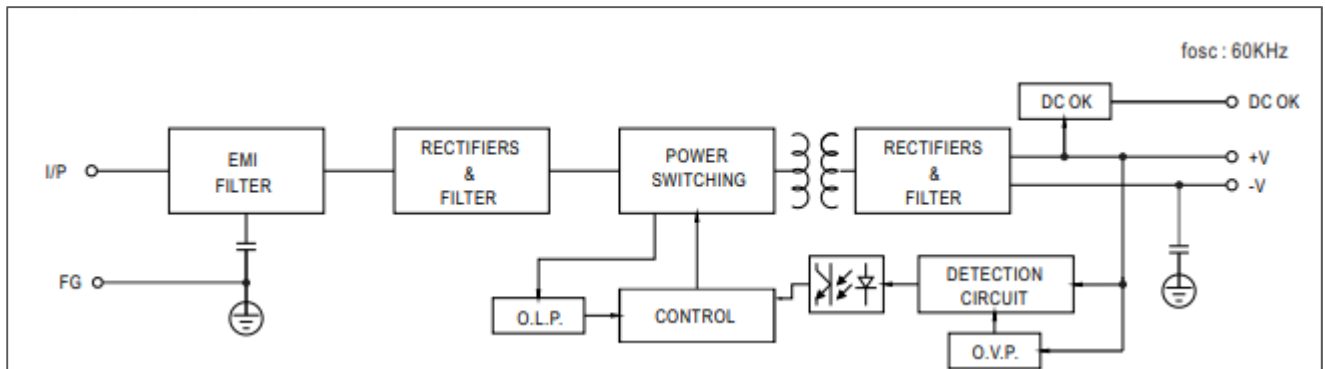 fosc : 60KHz
DC OK
DC OK
I/P
EMI
FILTER
RECTIFIERS
&
FILTER
POWER
SWITCHING
RECTIFIERS
&
FILTER
+V
-V
FG
O.L.P.
CONTROL
DETECTION
CIRCUIT
O.V.P.